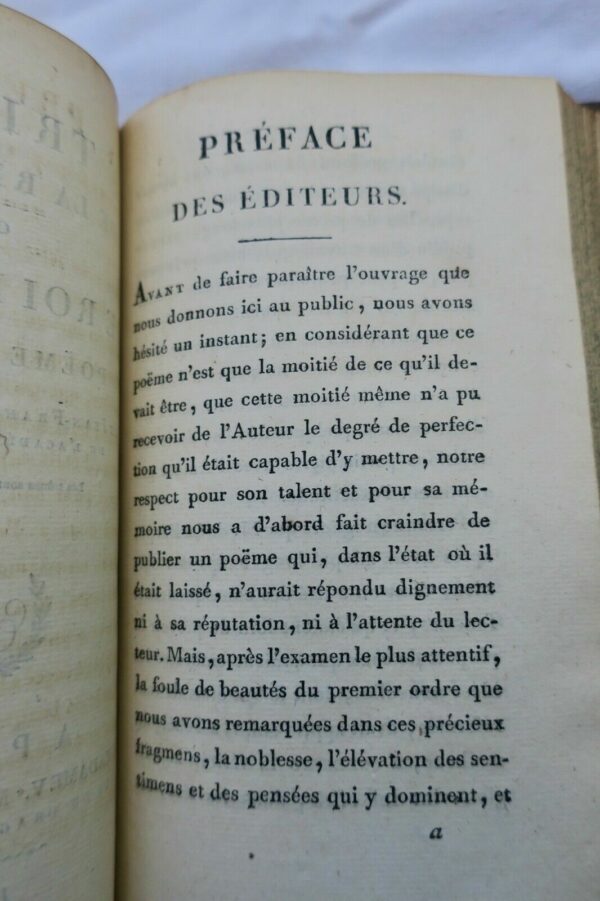 PRÉFACE
DES ÉDITEURS.
AVANT de faire paraître l'ouvrage que
nous donnons ici au public, nous avons
hésité un instant; en considérant que ce
poëme n'est que la moitié de ce qu'il de-
vait être, que cette moitié même n'a pu
recevoir de l'Auteur le degré de perfec-
tion qu'il était capable d'y mettre, notre
respect pour son talent et pour sa mé-
moire nous a d'abord fait craindre de
publier un poëme qui, dans l'état où il
était laissé, n'aurait répondu dignement
ni à sa réputation, ni à l'attente du lec-
teur. Mais, après l'examen le plus attentif,
la foule de beautés du premier ordre que
nous avons remarquées dans ces précieux
fragmens, la noblesse, l'élévation des sen-
timens et des pensées qui y dominent, et
a